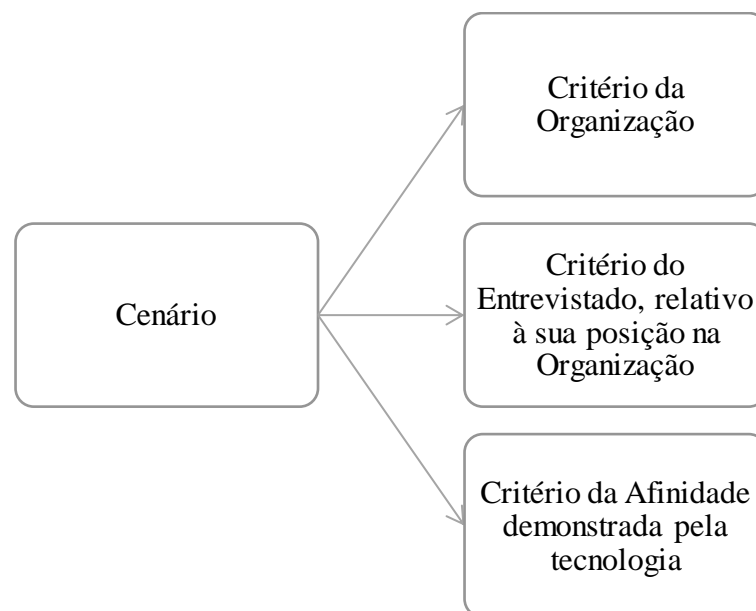 Critério da
Organização
Cenário
Critério do
Entrevistado, relativo
à sua posição na
Organização
Critério da Afinidade
demonstrada pela
tecnologia